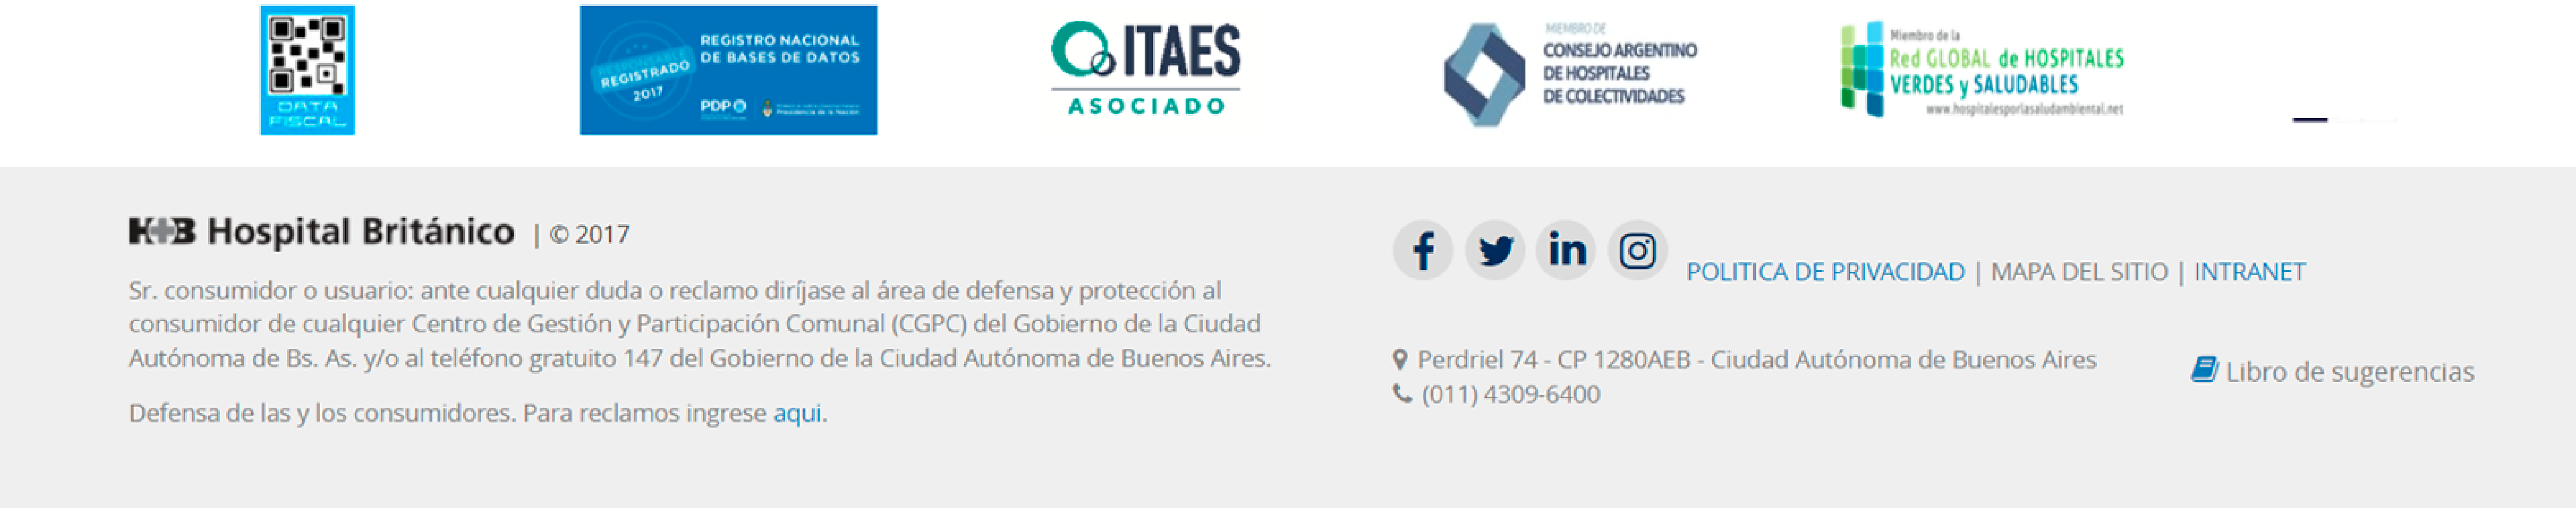 DATA
FISCAL
REGISTRADO
2017
REGISTRO NACIONAL
DE BASES DE DATOS
PDP
Presidencia de la Nación
ITAES
ASOCIADO
MIEMBRO DE
CONSEJO ARGENTINO
DE HOSPITALES
DE COLECTIVIDADES
Miembro de la
Red GLOBAL de HOSPITALES
VERDES y SALUDABLES
www.hospitalesporlasaludambiental.net
H+B Hospital Británico | © 2017
Sr. consumidor o usuario: ante cualquier duda o reclamo diríjase al área de defensa y protección al
consumidor de cualquier Centro de Gestión y Participación Comunal (CGPC) del Gobierno de la Ciudad
Autónoma de Bs. As. y/o al teléfono gratuito 147 del Gobierno de la Ciudad Autónoma de Buenos Aires.
Defensa de las y los consumidores. Para reclamos ingrese aqui.
POLITICA DE PRIVACIDAD | MAPA DEL SITIO | INTRANET
Perdriel 74 - CP 1280AEB - Ciudad Autónoma de Buenos Aires
(011) 4309-6400
Libro de sugerencias